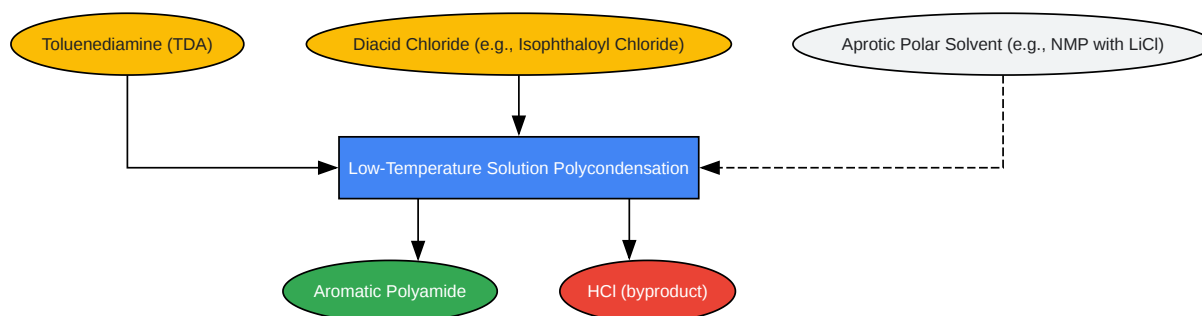 Toluenediamine (TDA)
Diacid Chloride (e.g., Isophthaloyl Chloride)
Aprotic Polar Solvent (e.g., NMP with LiCl)
Low-Temperature Solution Polycondensation
Aromatic Polyamide
HCl (byproduct)